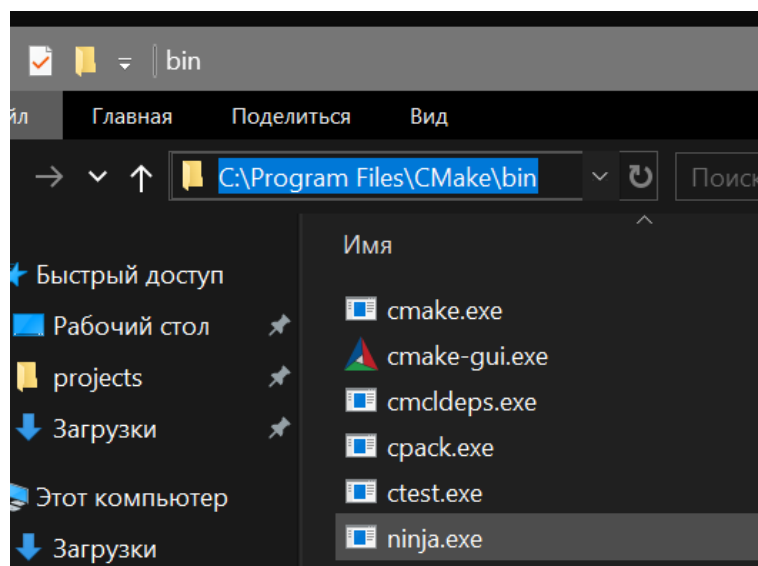 bin
йл Главная Поделиться Вид
C:\Program Files\CMake\bin Поиск
Имя
Быстрый доступ
Рабочий стол
projects
Загрузки
Этот компьютер
Загрузки
cmake.exe
cmake-gui.exe
cmcldeps.exe
cpack.exe
ctest.exe
ninja.exe